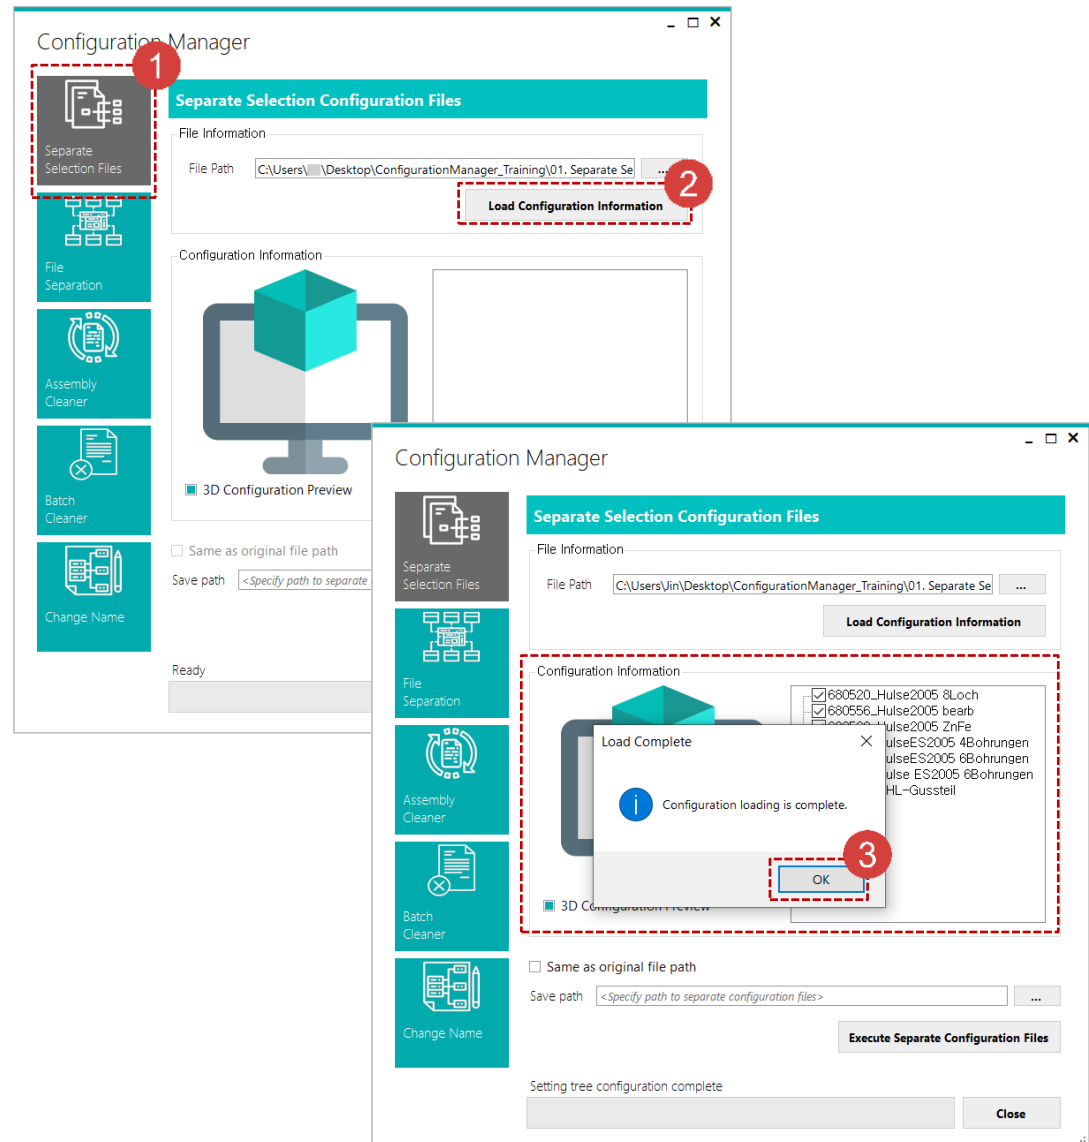 Configuration Manager
1
Separate
Selection Files
File
Separation
Assembly
Cleaner
Batch
Cleaner
Change Name
Separate Selection Configuration Files
File Information
File Path
C:\Users\ \Desktop\ConfigurationManager_Training\01. Separate Se
...
2
Load Configuration Information
Configuration Information
3D Configuration Preview
Same as original file path
Save path
<Specify path to separate
Ready
Configuration Manager
Separate
Selection Files
File
Separation
Assembly
Cleaner
Batch
Cleaner
Change Name
Separate Selection Configuration Files
File Information
File Path
C:\Users\Jin\Desktop\ConfigurationManager_Training\01. Separate Se
...
Load Configuration Information
Configuration Information
680520_Hulse2005 8Loch
680556_Hulse2005 bearb
ulse2005 ZnFe
ulseES2005 4Bohrungen
ulseES2005 6Bohrungen
ulse ES2005 6Bohrungen
HL-Gussteil
Load Complete
Configuration loading is complete.
3
OK
3D Configuration Preview
Same as original file path
Save path
<Specify path to separate configuration files>
...
Execute Separate Configuration Files
Setting tree configuration complete
Close